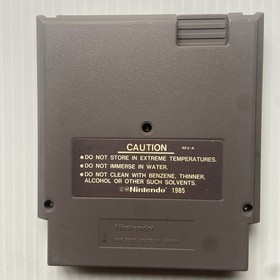 CAUTION REV-A
• DO NOT STORE IN EXTREME TEMPERATURES.
• DO NOT IMMERSE IN WATER.
• DO NOT CLEAN WITH BENZENE, THINNER,
ALCOHOL OR OTHER SUCH SOLVENTS.
©Nintendo 1985
Nintendo